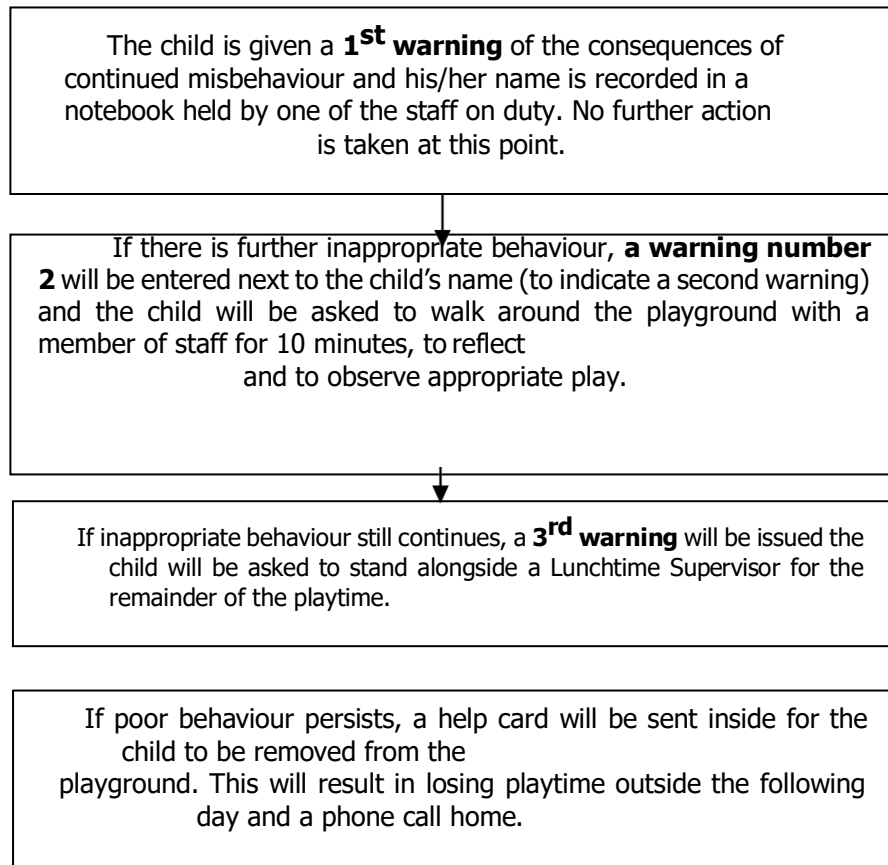 The child is given a 1st warning of the consequences of
continued misbehaviour and his/her name is recorded in a
notebook held by one of the staff on duty. No further action
is taken at this point.
If there is further inappropriate behaviour, a warning number
2 will be entered next to the child’s name (to indicate a second warning)
and the child will be asked to walk around the playground with a
member of staff for 10 minutes, to reflect
and to observe appropriate play.
If inappropriate behaviour still continues, a 3rd warning will be issued the
child will be asked to stand alongside a Lunchtime Supervisor for the
remainder of the playtime.
If poor behaviour persists, a help card will be sent inside for the
child to be removed from the
playground. This will result in losing playtime outside the following
day and a phone call home.